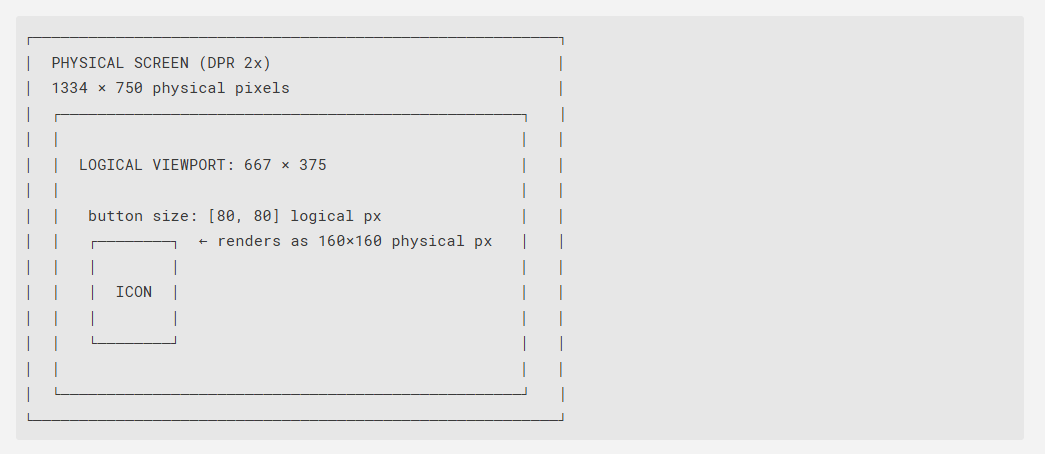 PHYSICAL SCREEN (DPR 2x)
1334 × 750 physical pixels
LOGICAL VIEWPORT: 667 × 375
button size: [80, 80] logical px
← renders as 160×160 physical px
ICON